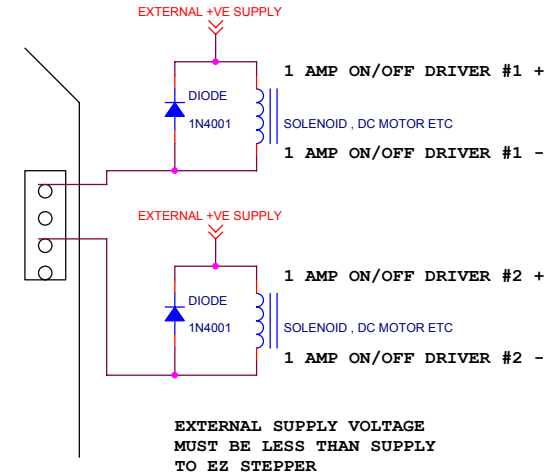 EXTERNAL +VE SUPPLY
1 AMP ON/OFF DRIVER #1 +
DIODE
1N4001
SOLENOID , DC MOTOR ETC
1 AMP ON/OFF DRIVER #1 -
EXTERNAL +VE SUPPLY
1 AMP ON/OFF DRIVER #2 +
DIODE
1N4001
SOLENOID , DC MOTOR ETC
1 AMP ON/OFF DRIVER #2 -
EXTERNAL SUPPLY VOLTAGE
MUST BE LESS THAN SUPPLY
TO EZ STEPPER